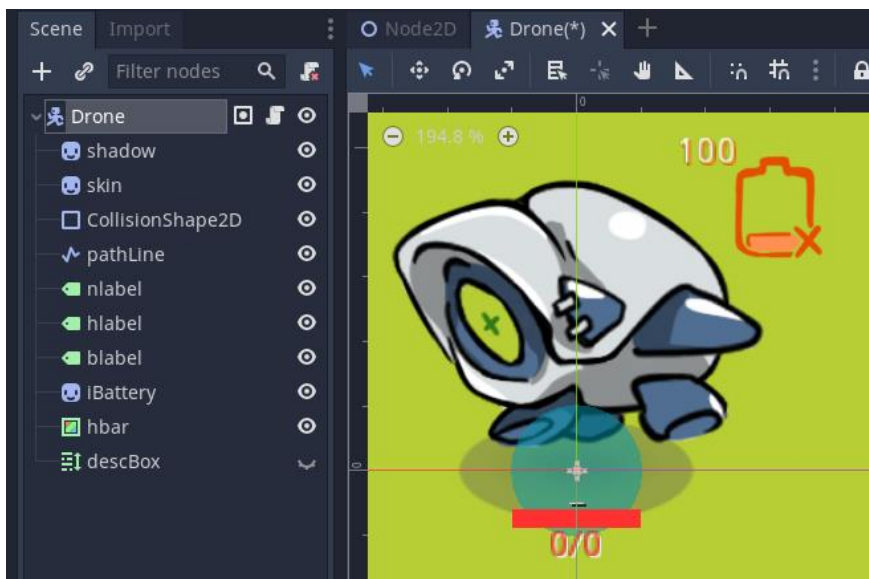 Scene Import
Node2D Drone(*)
Filter nodes
Drone
shadow
skin
CollisionShape2D
pathLine
nlabel
hlabel
blabel
iBattery
hbar
descBox
0
194.8 %
100
0
0/0